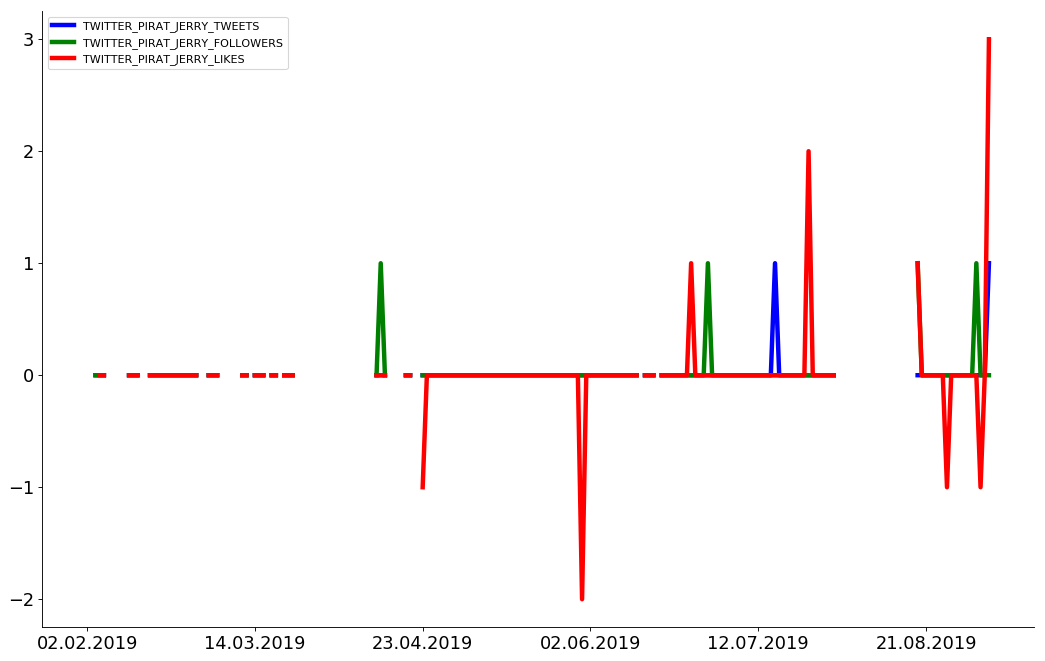 TWITTER_PIRAT_JERRY_TWEETS
TWITTER_PIRAT_JERRY_FOLLOWERS
TWITTER_PIRAT_JERRY_LIKES
3
2
1
0
−1
−2
02.02.2019 14.03.2019 23.04.2019 02.06.2019 12.07.2019 21.08.2019